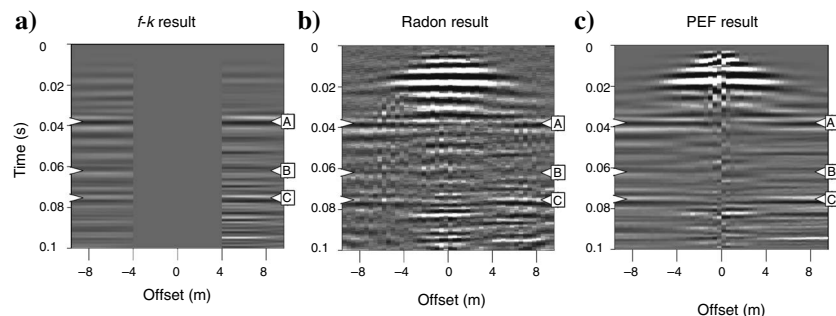 a) f-k result
b) Radon result
c) PEF result
Time (s)
0
0.02
0.04
0.06
0.08
0.1
A
B
C
−8 −4 0 4 8
Offset (m)
0
0.02
0.04
0.06
0.08
0.1
A
B
C
−8 −4 0 4 8
Offset (m)
0
0.02
0.04
0.06
0.08
0.1
A
B
C
−8 −4 0 4 8
Offset (m)